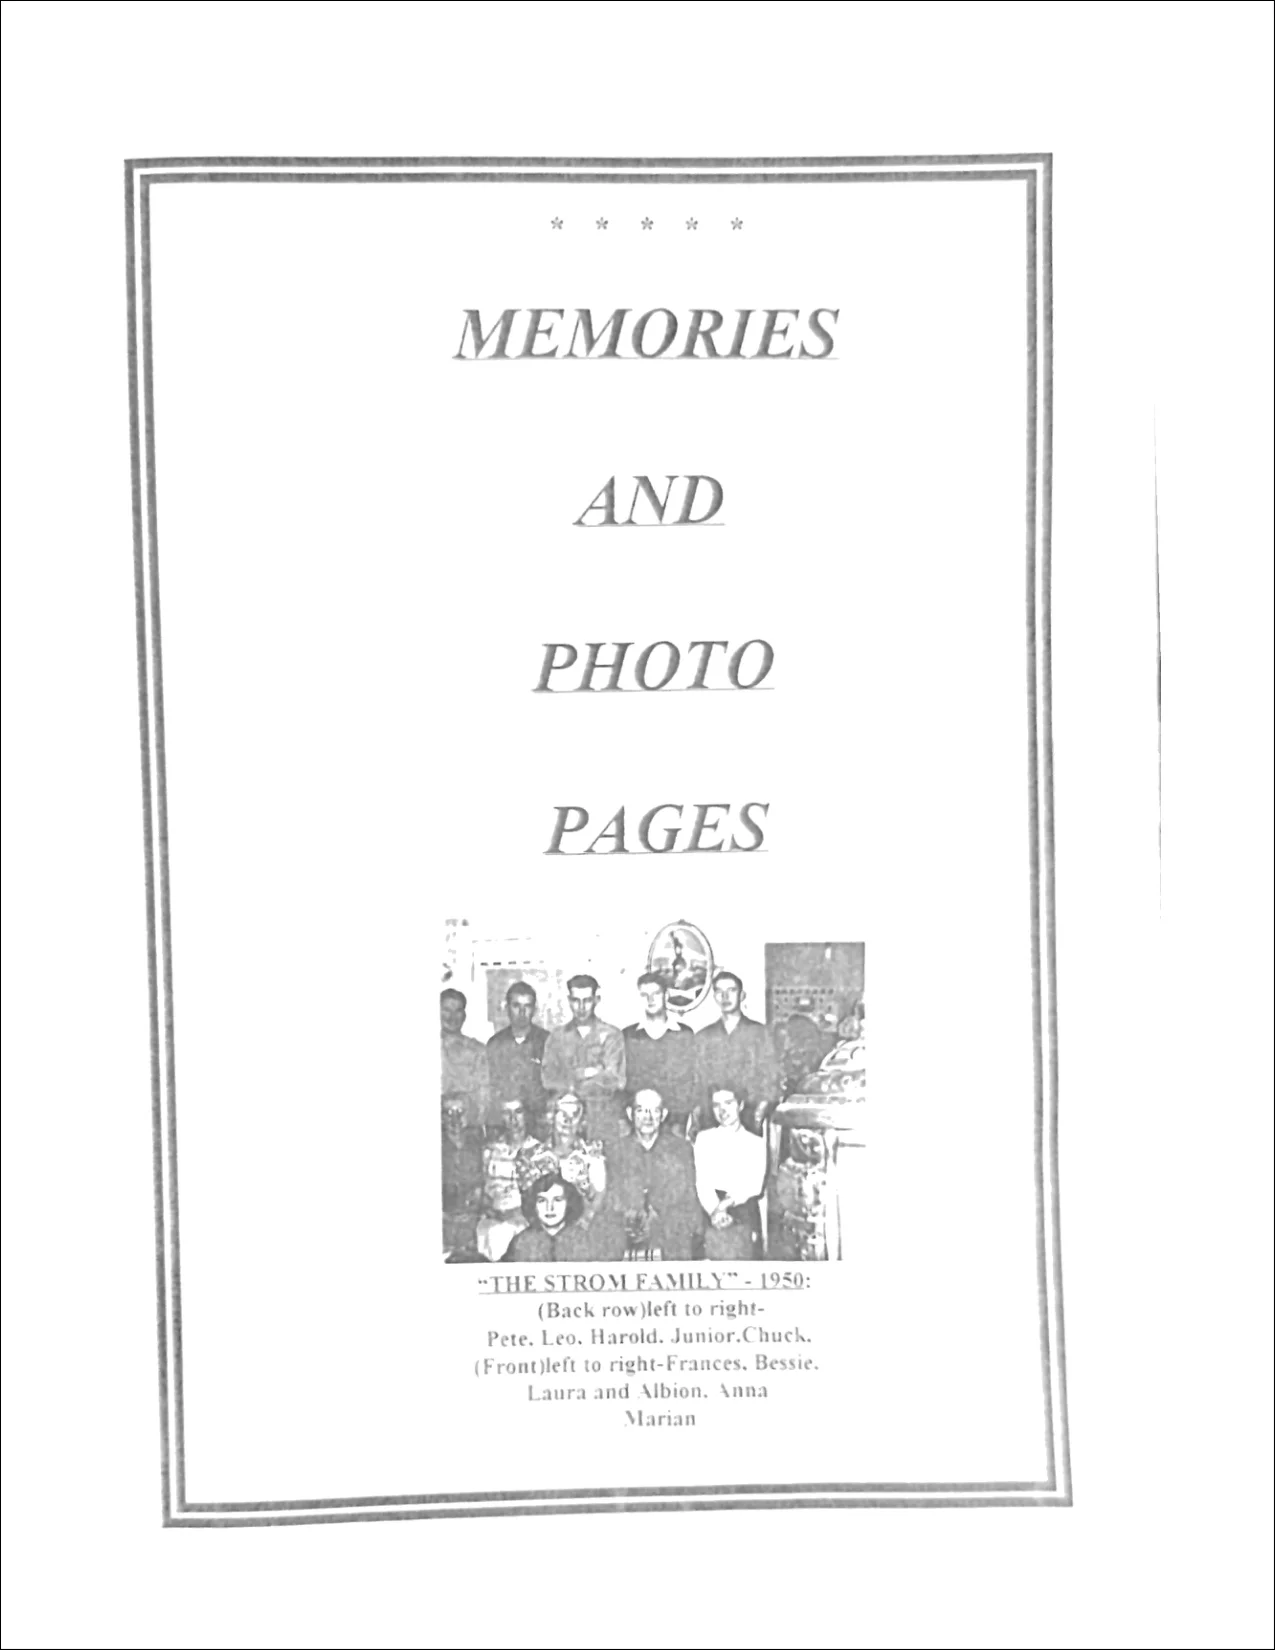 * * * * *
MEMORIES
AND
PHOTO
PAGES
“THE STROM FAMILY” - 1950:
(Back row)left to right-
Pete, Leo, Harold, Junior,Chuck,
(Front)left to right-Frances, Bessie,
Laura and Albion, Anna
Marian